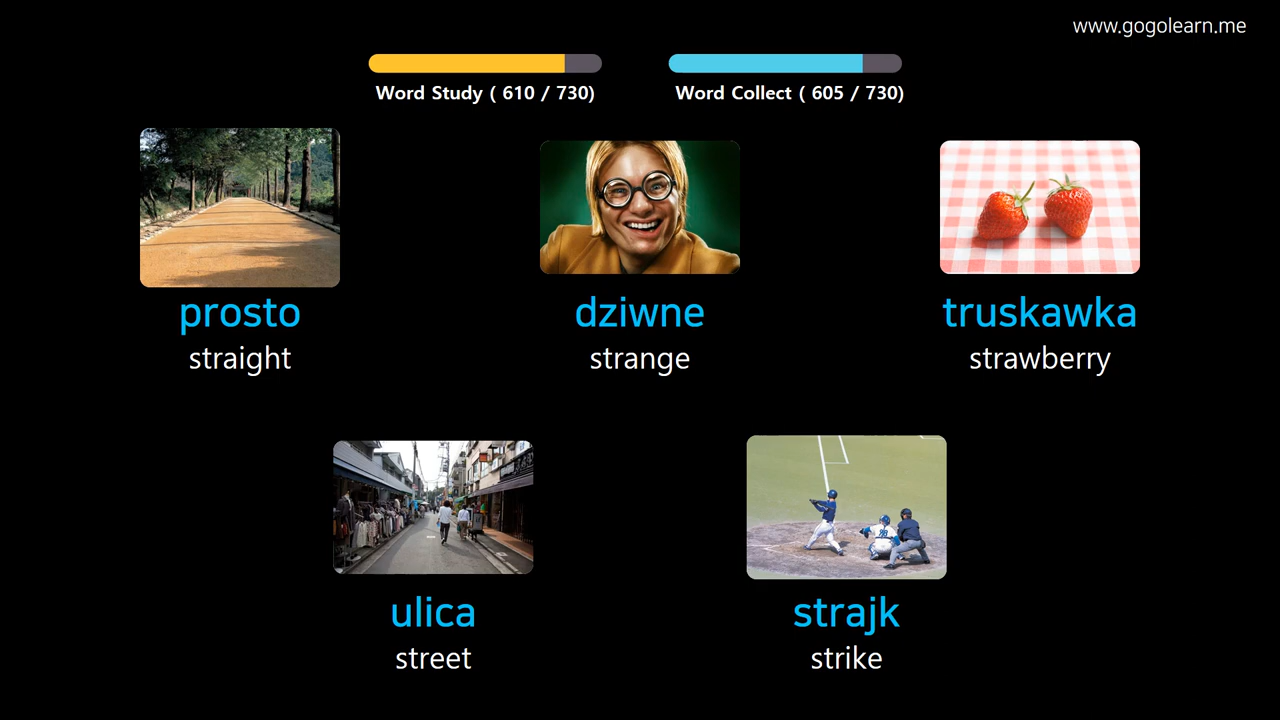 www.gogolearn.me
Word Study ( 610 / 730)
Word Collect ( 605 / 730)
prosto
straight
dziwne
strange
truskawka
strawberry
ulica
street
strajk
strike